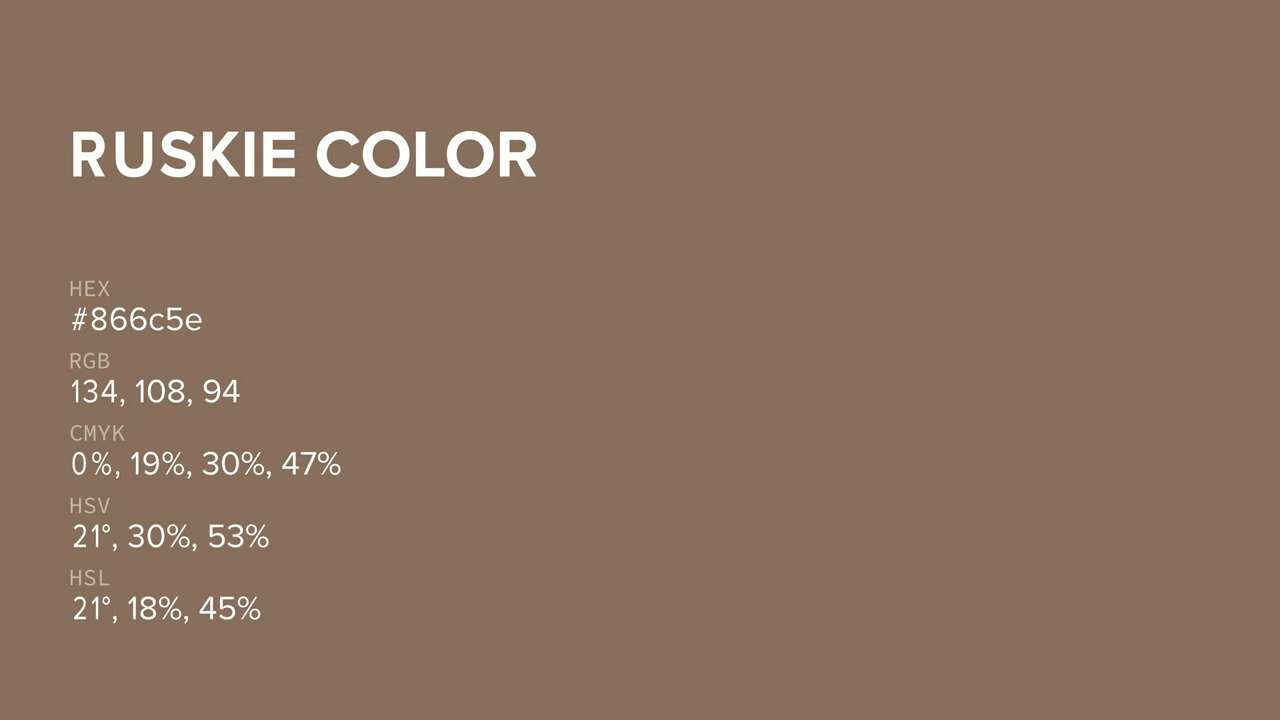 RUSKIE COLOR
HEX
#866c5e
RGB
134, 108, 94
CMYK
0%, 19%, 30%, 47%
HSV
21°, 30%, 53%
HSL
21°, 18%, 45%